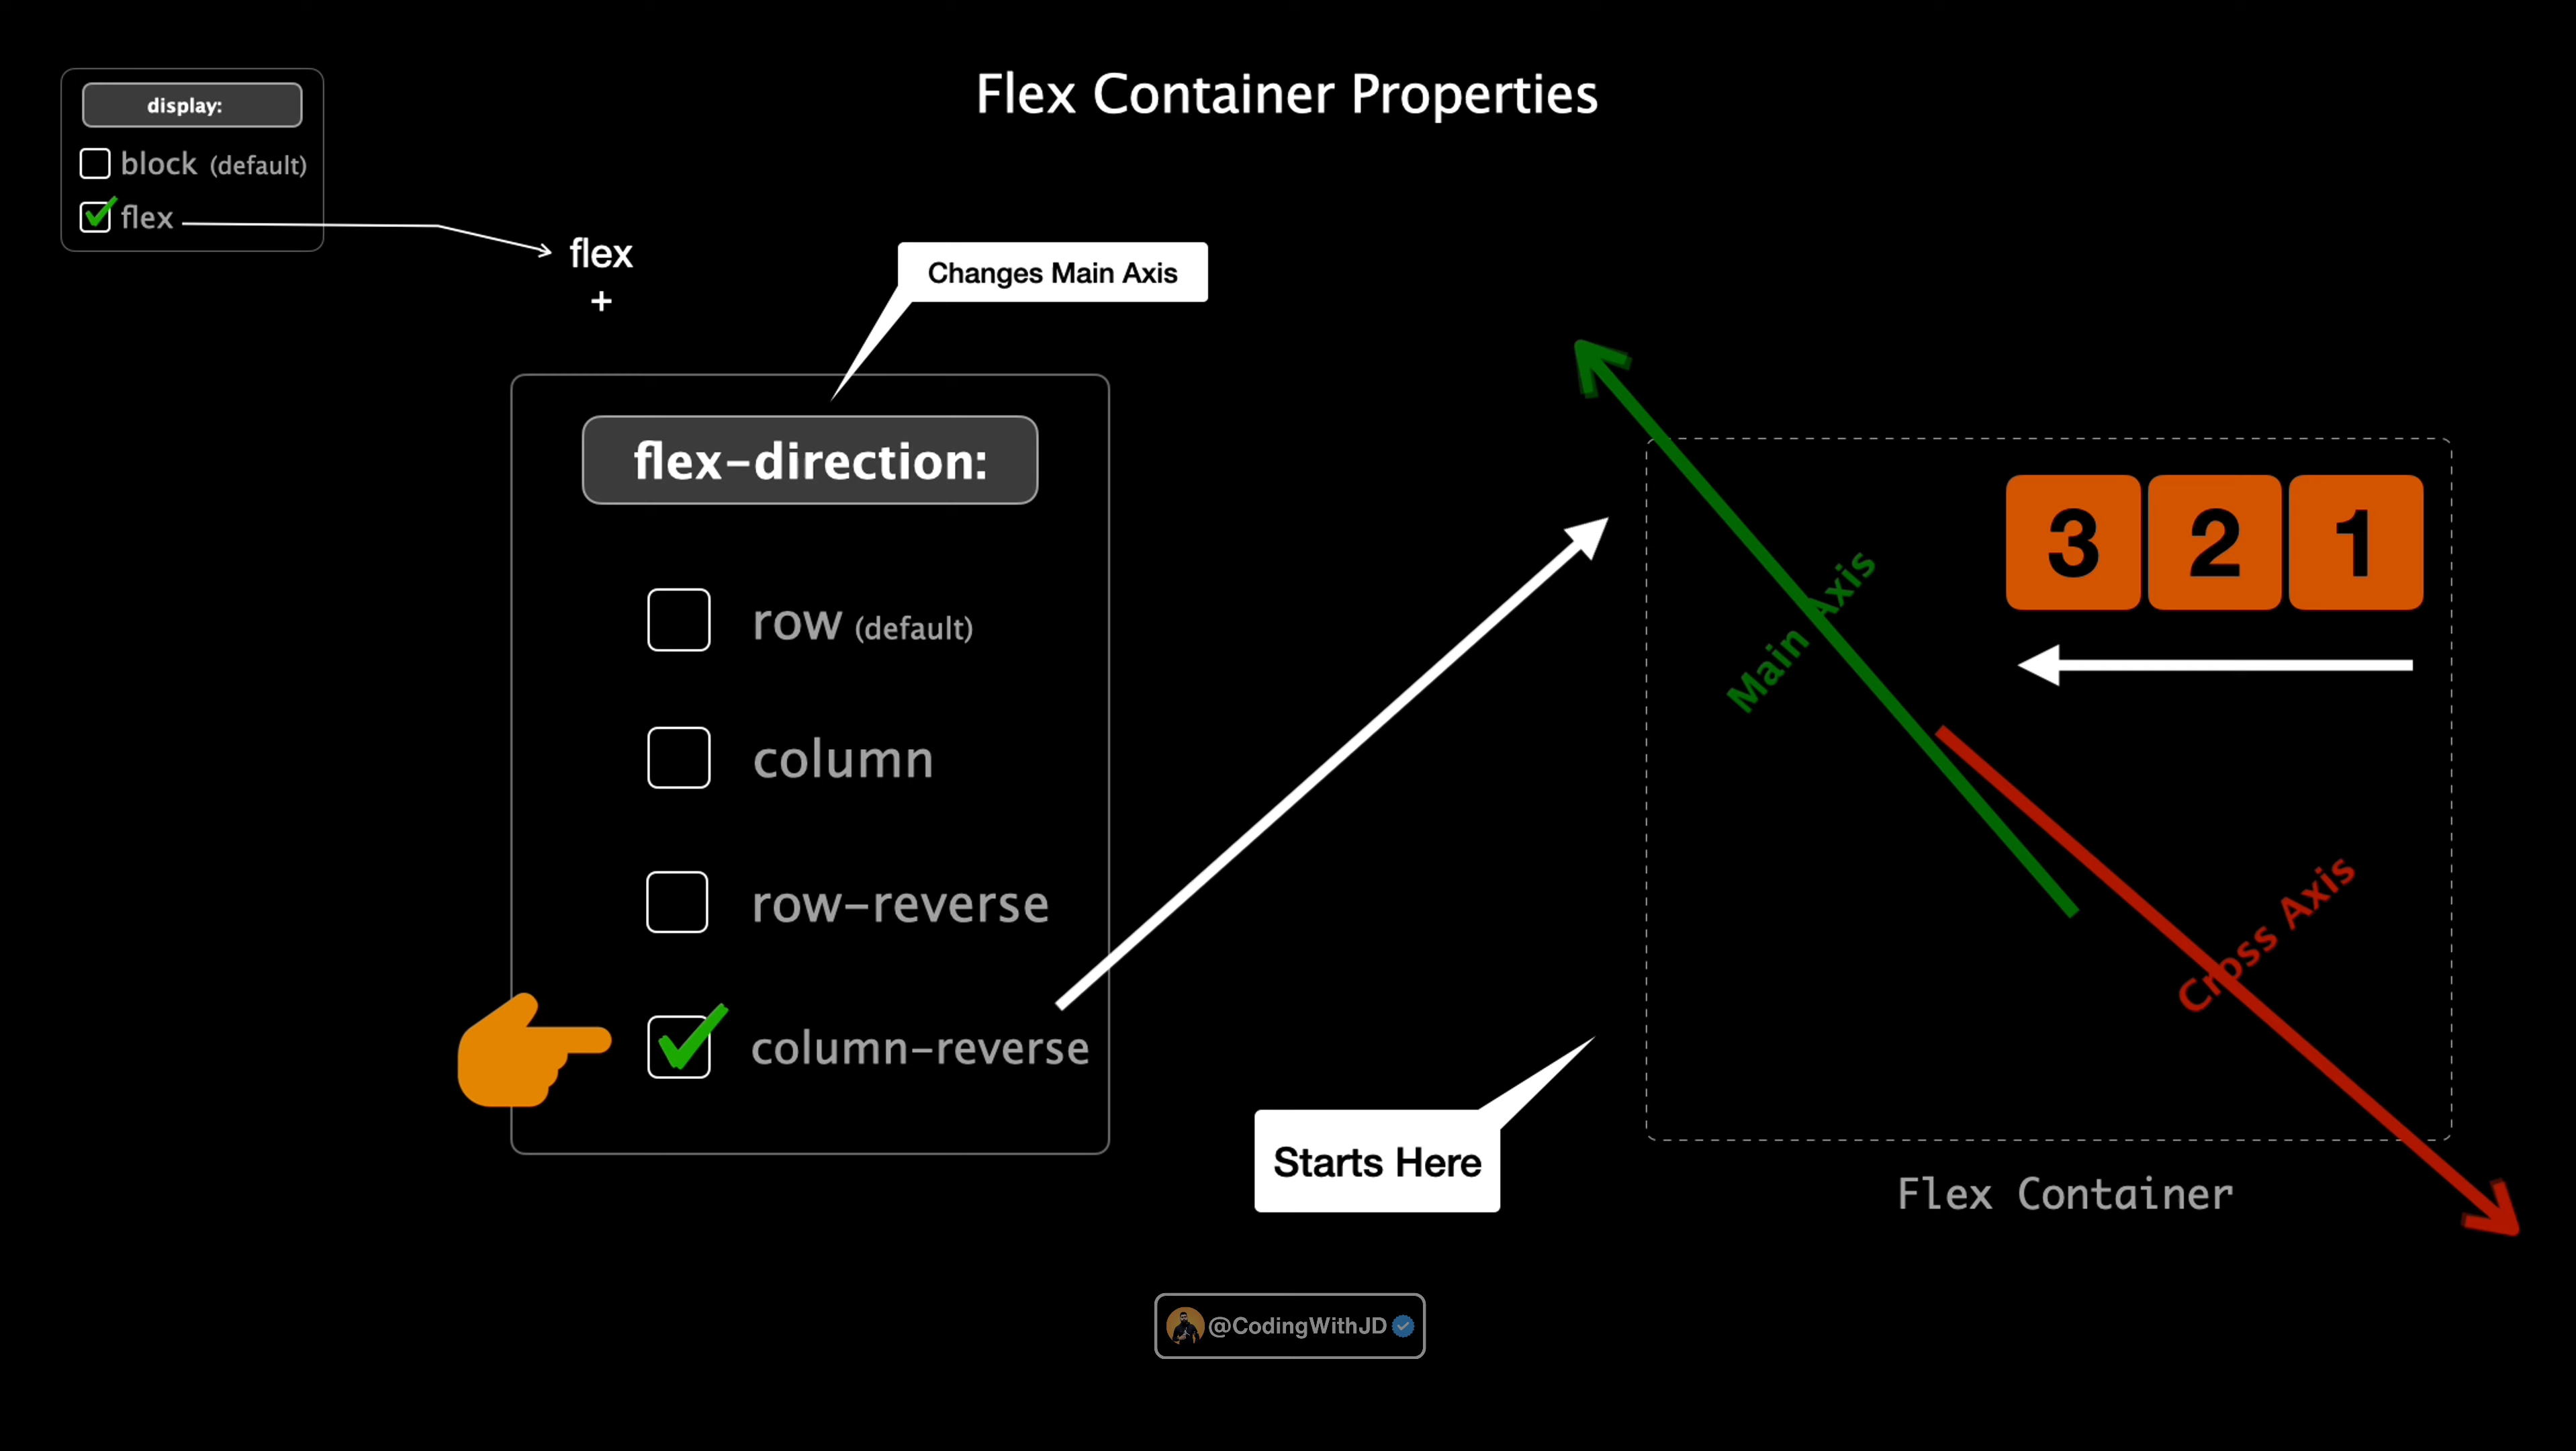 Flex Container Properties
display:
block (default)
flex
flex
+
Changes Main Axis
flex-direction:
row (default)
column
row-reverse
column-reverse
Starts Here
3 2 1
Main Axis
Cross Axis
Flex Container
@CodingWithJD